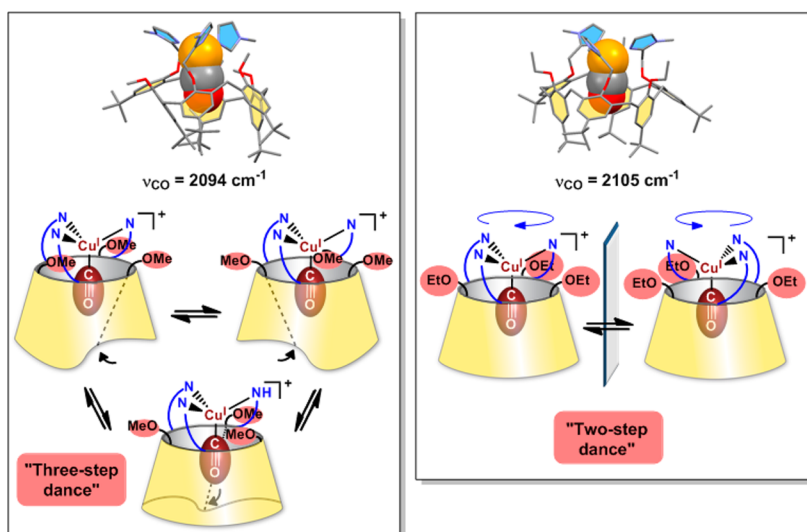 νCO = 2094 cm-1
N
N
N
CuI
+
OMe
OMe
OMe
C
O
N
N
N
CuI
+
MeO
OMe
OMe
C
O
N
N
NH
CuI
+
MeO
OMe
MeO
C
O
"Three-step
dance"
νCO = 2105 cm-1
N
N
N
CuI
+
EtO
OEt
OEt
C
O
N
N
N
CuI
+
EtO
EtO
OEt
C
O
"Two-step
dance"